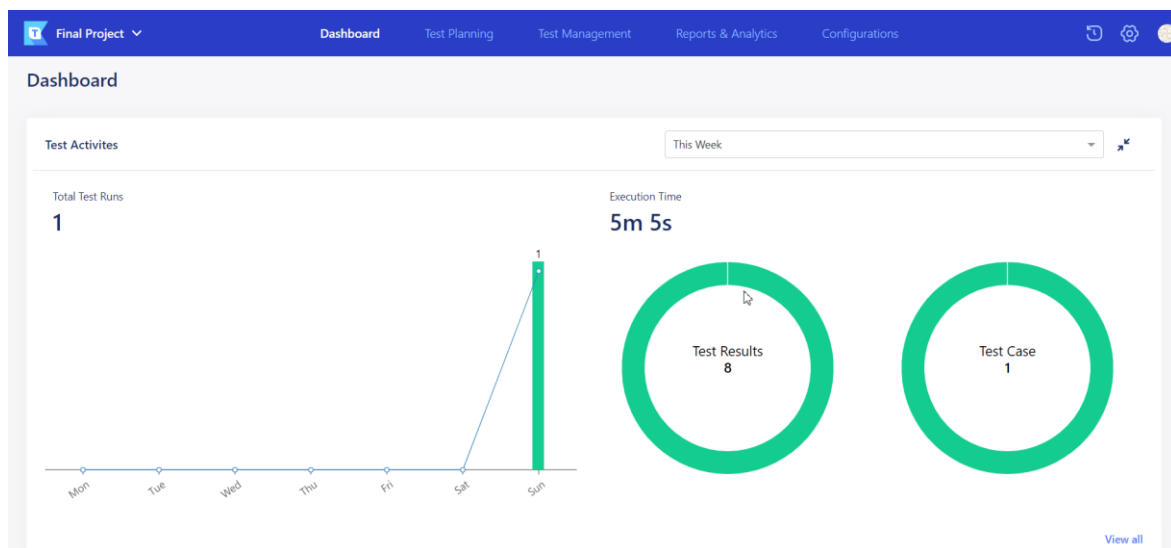 T Final Project Dashboard Test Planning Test Management Reports & Analytics Configurations
Dashboard
Test Activites This Week
Total Test Runs Execution Time
1 5m 5s
1
Test Results Test Case
8 1
Mon Tue Wed Thu Fri Sat Sun
View all